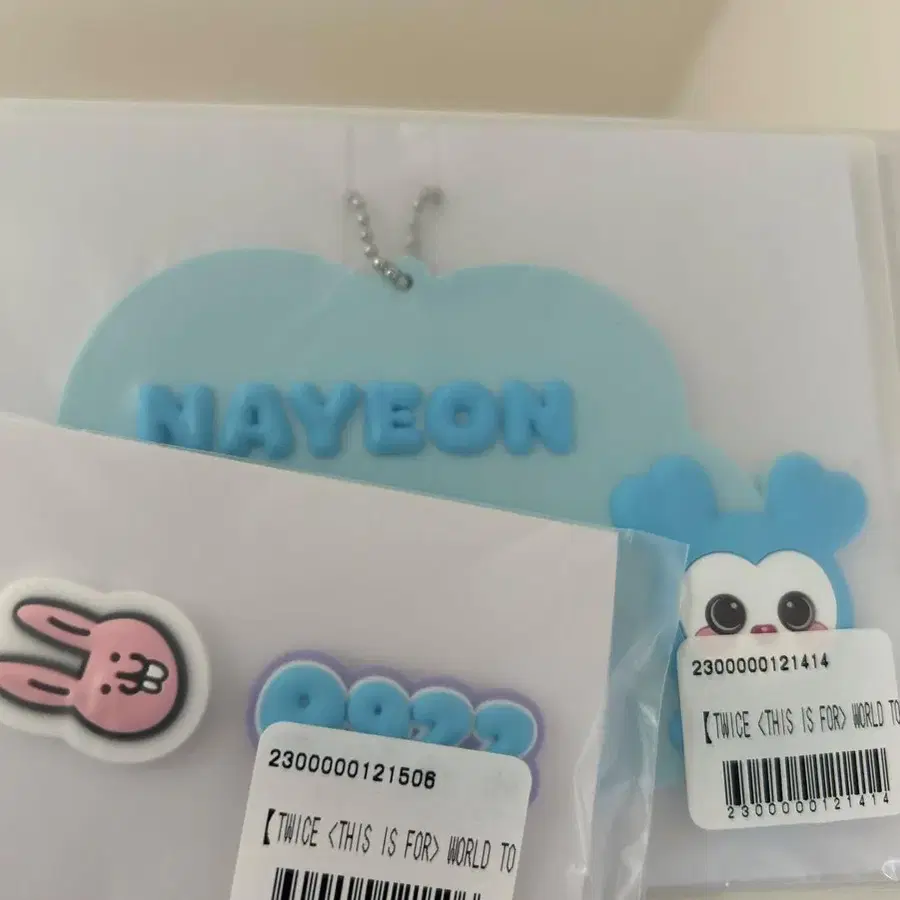 NAYEON
2300000121414
【TWICE <THIS IS FOR> WORLD TO
2300000121414
0922
2300000121506
【TWICE <THIS IS FOR> WORLD TO